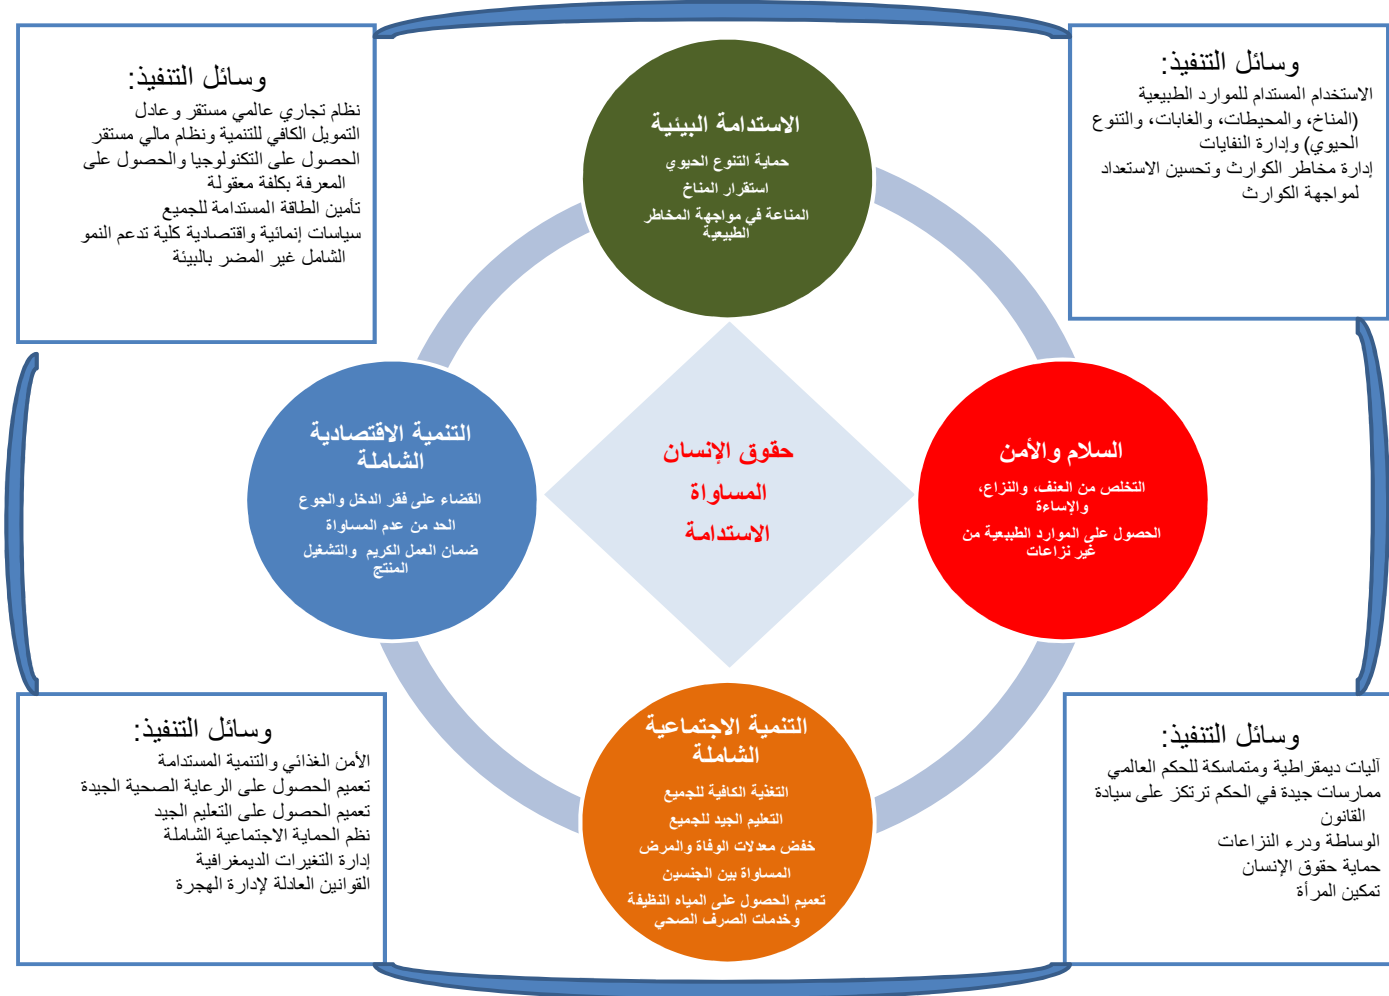 وسائل التنفيذ:
الاستخدام المستدام للموارد الطبيعية
(المناخ، والمحيطات، والغابات، والتنوع
الحيوي) وإدارة النفايات
إدارة مخاطر الكوارث وتحسين الاستعداد
لمواجهة الكوارث
الاستدامة البيئية
حماية التنوع الحيوي
استقرار المناخ
المناعة في مواجهة المخاطر
الطبيعية
وسائل التنفيذ:
نظام تجاري عالمي مستقر وعادل
التمويل الكافي للتنمية ونظام مالي مستقر
الحصول على التكنولوجيا والحصول على
المعرفة بكلفة معقولة
تأمين الطاقة المستدامة للجميع
سياسات إنمائية واقتصادية كلية تدعم النمو
الشامل غير المضر بالبيئة
السلام والأمن
التخلص من العنف، والنزاع،
والإساءة
الحصول على الموارد الطبيعية من
غير نزاعات
حقوق الإنسان
المساواة
الاستدامة
التنمية الاقتصادية
الشاملة
القضاء على فقر الدخل والجوع
الحد من عدم المساواة
ضمان العمل الكريم والتشغيل
المنتج
وسائل التنفيذ:
آليات ديمقراطية ومتماسكة للحكم العالمي
ممارسات جيدة في الحكم ترتكز على سيادة
القانون
الوساطة ودرء النزاعات
حماية حقوق الإنسان
تمكين المرأة
التنمية الاجتماعية
الشاملة
التغذية الكافية للجميع
التعليم الجيد للجميع
خفض معدلات الوفاة والمرض
المساواة بين الجنسين
تعميم الحصول على المياه النظيفة
وخدمات الصرف الصحي
وسائل التنفيذ:
الأمن الغذائي والتنمية المستدامة
تعميم الحصول على الرعاية الصحية الجيدة
تعميم الحصول على التعليم الجيد
نظم الحماية الاجتماعية الشاملة
إدارة التغيرات الديمغرافية
القوانين العادلة لإدارة الهجرة